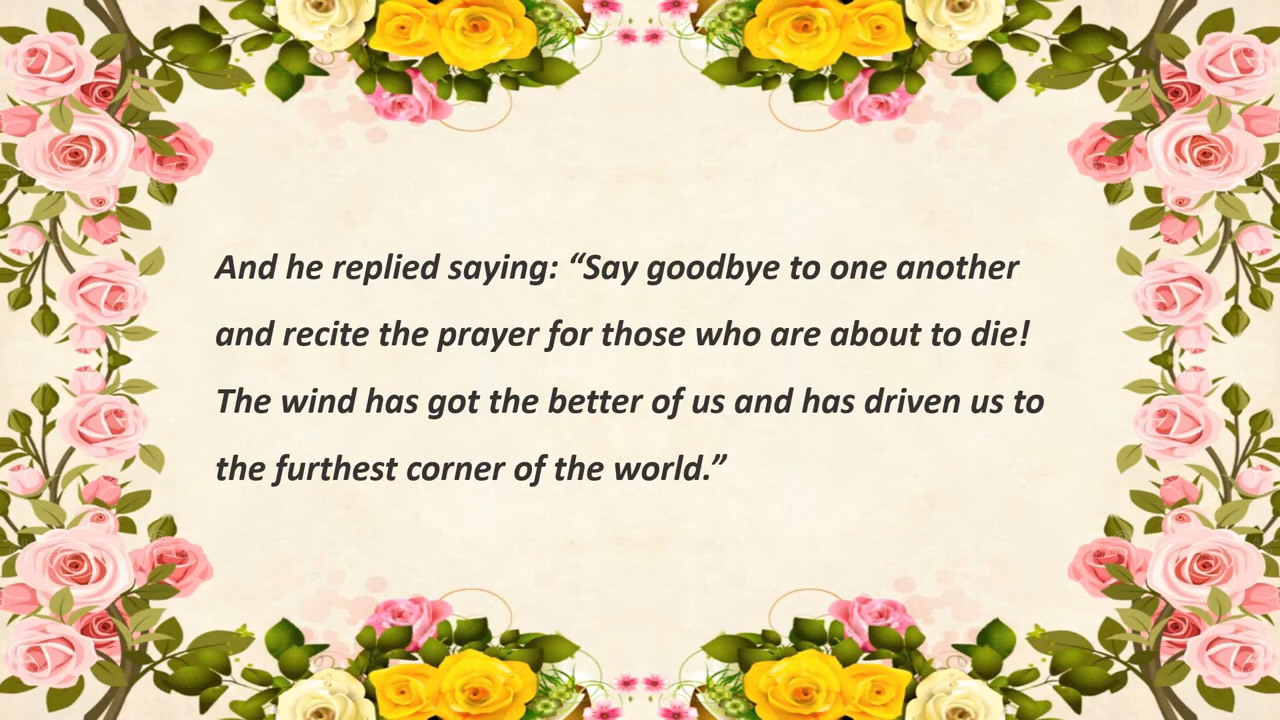 And he replied saying: “Say goodbye to one another
and recite the prayer for those who are about to die!
The wind has got the better of us and has driven us to
the furthest corner of the world.”